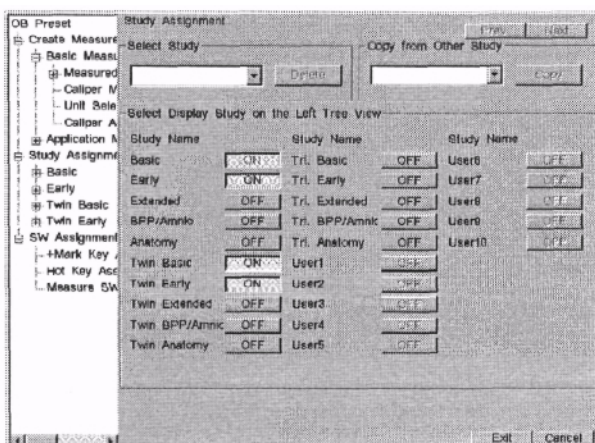 OB Preset
Create Measure
Basic Measu
Measured
Caliper M
Unit Sele
Caliper A
Application M
Study Assignme
Basic
Early
Twin Basic
Twin Early
SW Assignment
+Mark Key
Hot Key Ass
Measure SW
Study Assignment
Prev Next
Select Study
Delete
Copy from Other Study
Copy
Select Display Study on the Left Tree View
Study Name Study Name Study Name
Basic ON Tri. Basic OFF User6 OFF
Early ON Tri. Early OFF User7 OFF
Extended OFF Tri. Extended OFF User8 OFF
BPP/Amnio OFF Tri. BPP/Amnic OFF User9 OFF
Anatomy OFF Tri. Anatomy OFF User10 OFF
Twin Basic ON User1 OFF
Twin Early ON User2 OFF
Twin Extended OFF User3 OFF
Twin BPP/Amnic OFF User4 OFF
Twin Anatomy OFF User5 OFF
Exit Cancel